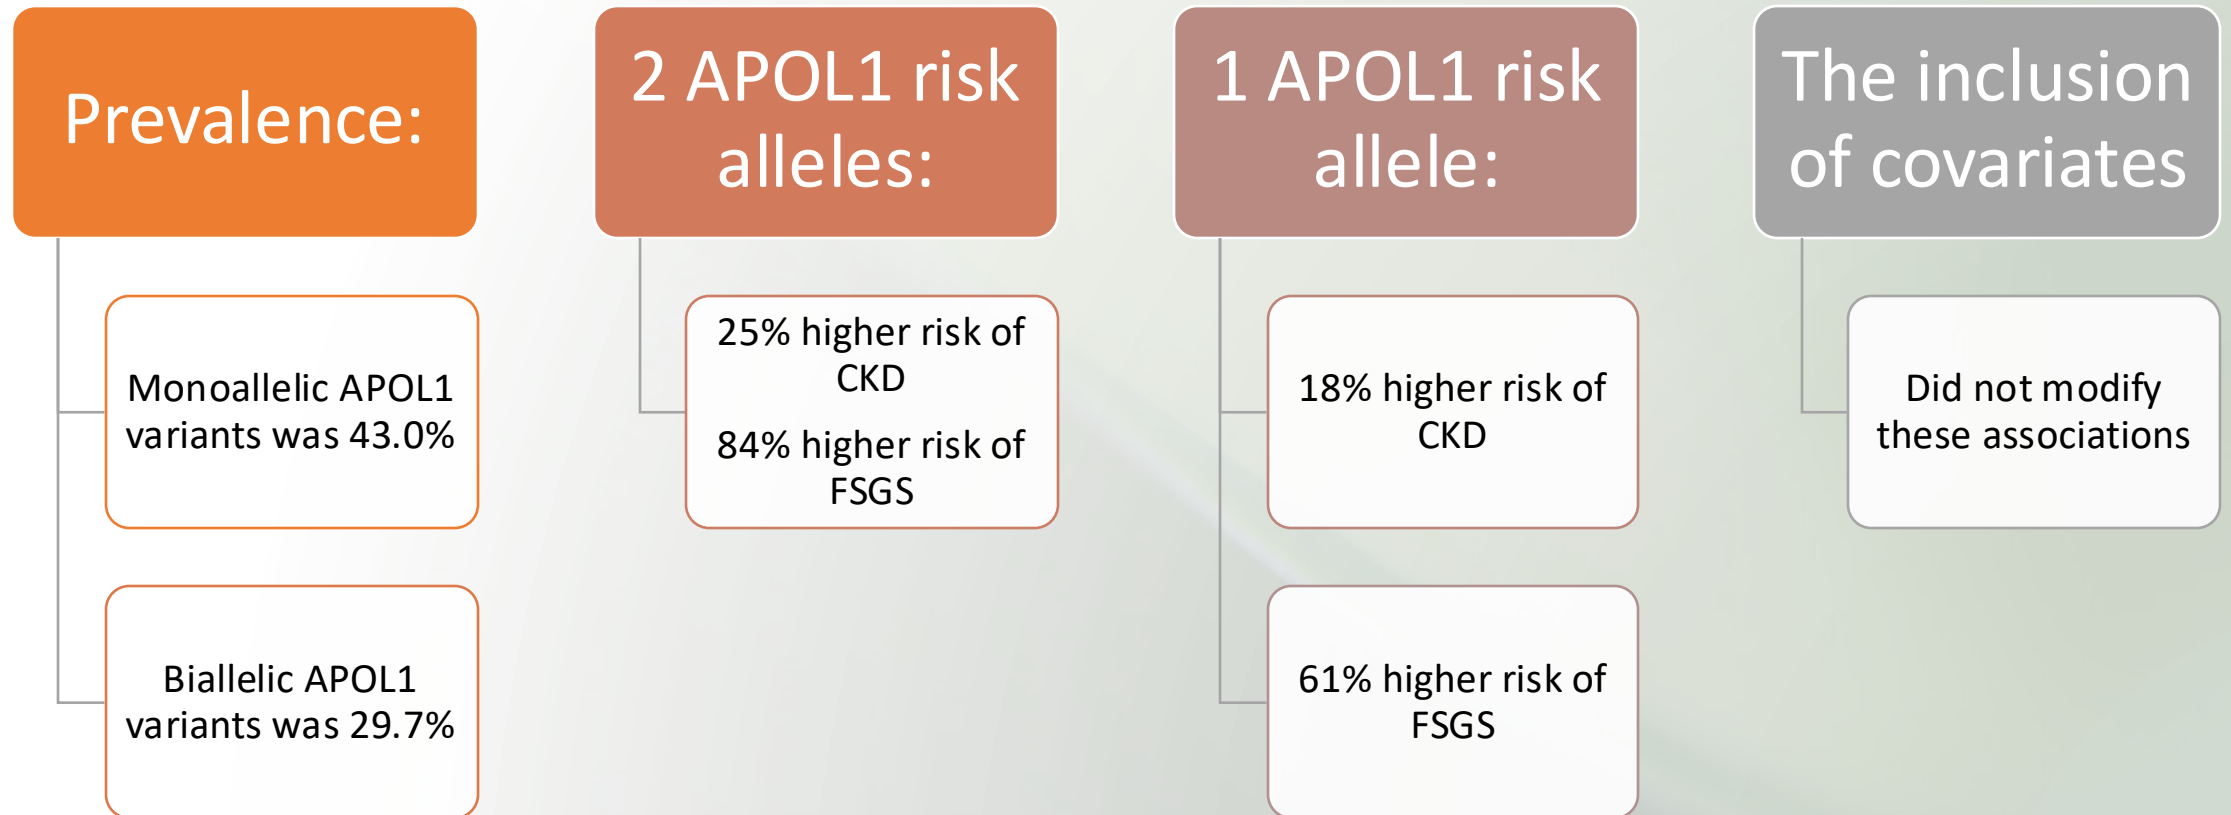 Prevalence:
Monoallelic APOL1
variants was 43.0%
Biallelic APOL1
variants was 29.7%
2 APOL1 risk
alleles:
25% higher risk of
CKD
84% higher risk of
FSGS
1 APOL1 risk
allele:
18% higher risk of
CKD
61% higher risk of
FSGS
The inclusion
of covariates
Did not modify
these associations